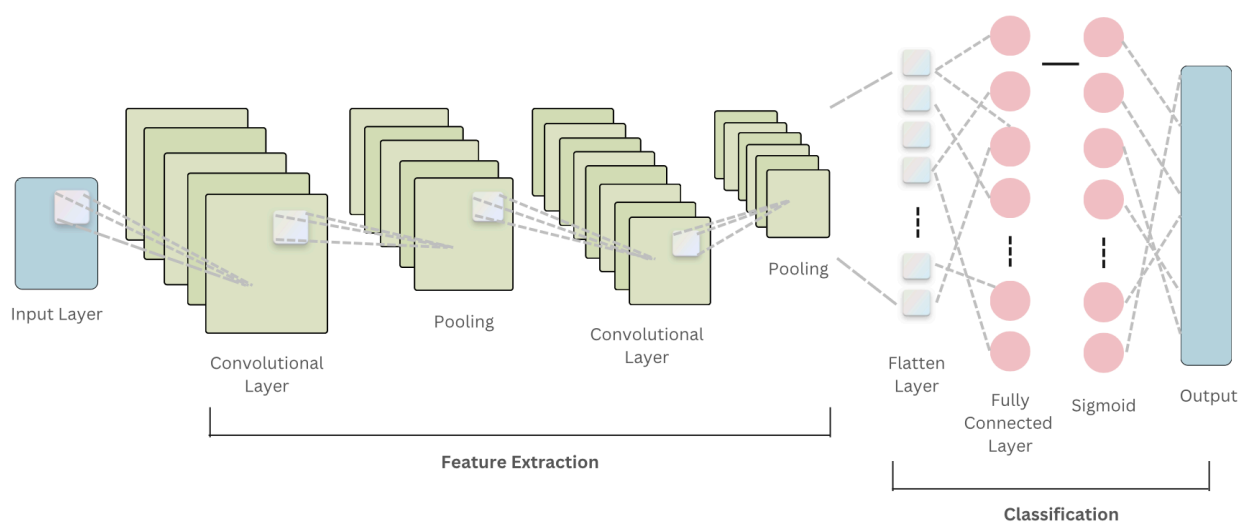 Input Layer
Convolutional
Layer
Pooling
Convolutional
Layer
Pooling
Flatten
Layer
Fully
Connected
Layer
Sigmoid
Output
Feature Extraction
Classification